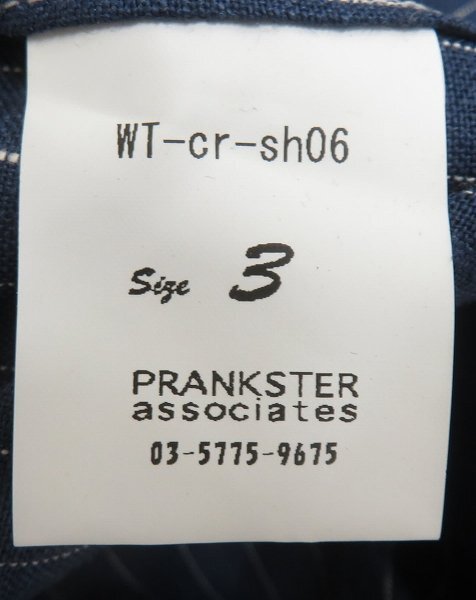 WT-cr-sh06
Size 3
PRANKSTER
associates
03-5775-9675